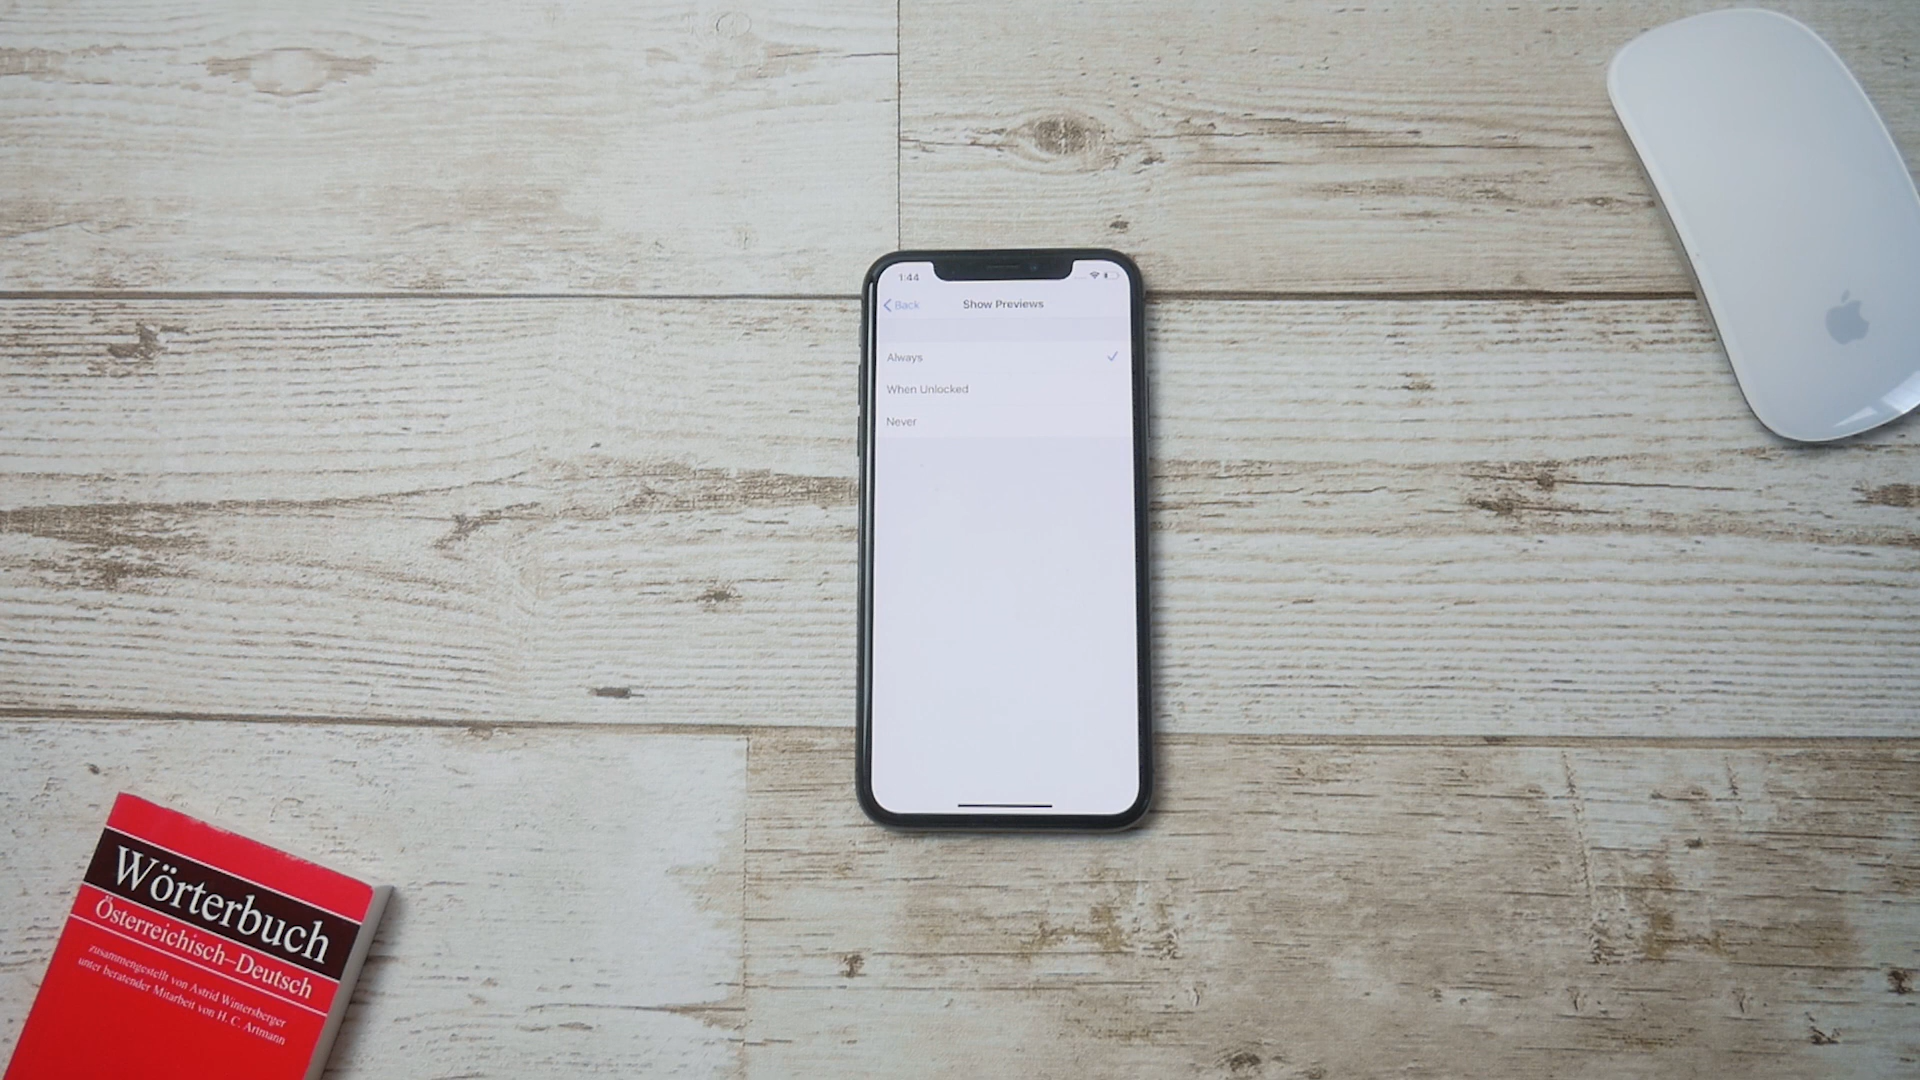 1:44
Back
Show Previews
Always
When Unlocked
Never
Wörterbuch
Österreichisch–Deutsch
zusammengestellt von Astrid Wintersberger
unter beratender Mitarbeit von H. C. Artmann